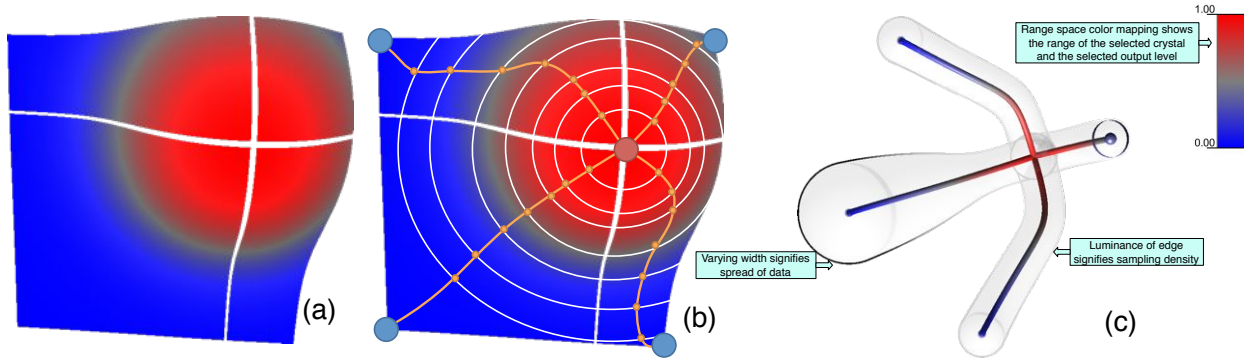 (a)
(b)
1.00
Range space color mapping shows
the range of the selected crystal
and the selected output level
0.00
Varying width signifies
spread of data
Luminance of edge
signifies sampling density
(c)